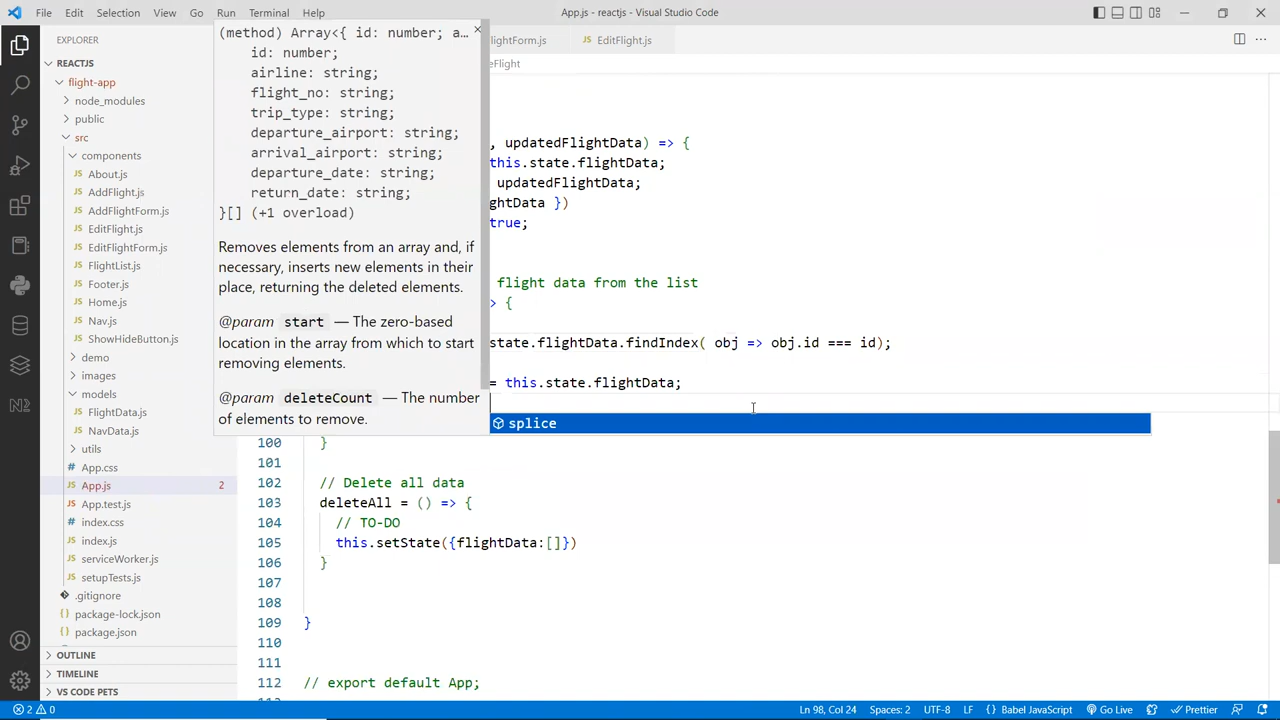 File Edit Selection View Go Run Terminal Help
App.js - reactjs - Visual Studio Code
EXPLORER
REACTJS
flight-app
node_modules
public
src
components
About.js
AddFlight.js
AddFlightForm.js
EditFlight.js
EditFlightForm.js
FlightList.js
Footer.js
Home.js
Nav.js
ShowHideButton.js
demo
images
models
FlightData.js
NavData.js
utils
App.css
App.js 2
App.test.js
index.css
index.js
serviceWorker.js
setupTests.js
.gitignore
package-lock.json
package.json
OUTLINE
TIMELINE
VS CODE PETS
(method) Array<{ id: number; a…
id: number;
airline: string;
flight_no: string;
trip_type: string;
departure_airport: string;
arrival_airport: string;
departure_date: string;
return_date: string;
}[] (+1 overload)
Removes elements from an array and, if
necessary, inserts new elements in their
place, returning the deleted elements.
@param start — The zero-based
location in the array from which to start
removing elements.
@param deleteCount — The number
of elements to remove.
lightForm.js
EditFlight.js
eFlight
, updatedFlightData) => {
this.state.flightData;
updatedFlightData;
ghtData })
true;
flight data from the list
> {
state.flightData.findIndex( obj => obj.id === id);
= this.state.flightData;
splice
100 }
101
102 // Delete all data
103 deleteAll = () => {
104 // TO-DO
105 this.setState({flightData:[]})
106 }
107
108
109 }
110
111
112 // export default App;
2 0
Ln 98, Col 24 Spaces: 2 UTF-8 LF {} Babel JavaScript Go Live Prettier